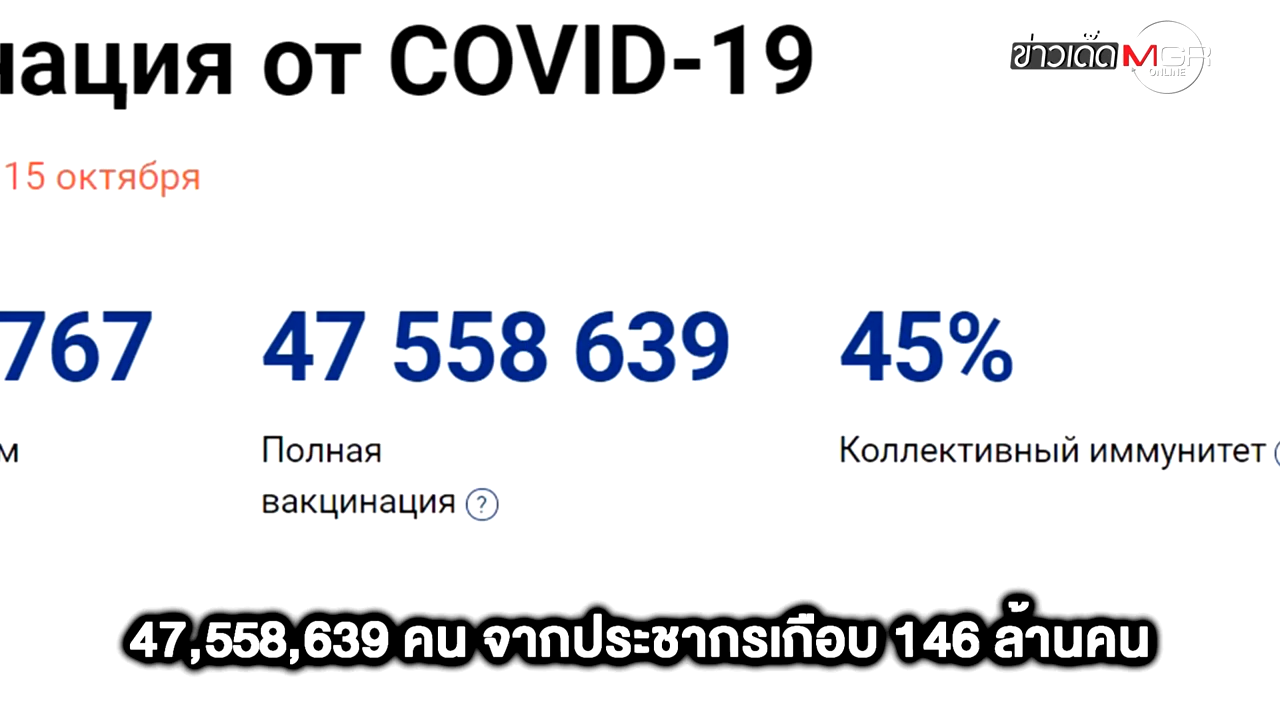 нация от COVID-19
ข่าวเด็ด MGR
ONLINE
15 октября
767
47 558 639
45%
м
Полная
вакцинация ?
Коллективный иммунитет
47,558,639 คน จากประชากรเกือบ 146 ล้านคน